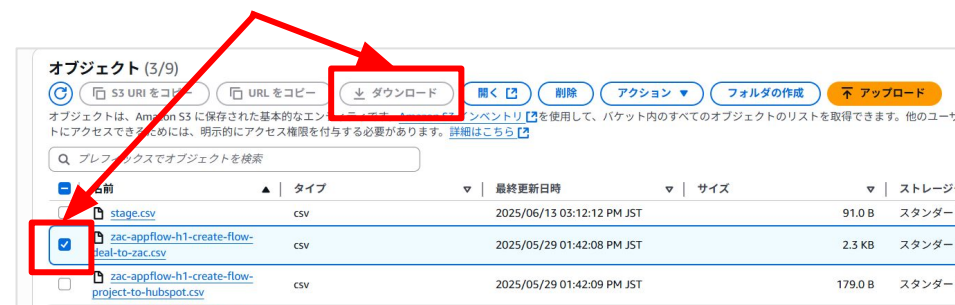 オブジェクト (3/9)
S3 URI をコピー
URL をコピー
ダウンロード
開く
削除
アクション
フォルダの作成
アップロード
オブジェクトは、Amazon S3 に保存された基本的なエンティティです。Amazon S3 インベントリ を使用して、バケット内のすべてのオブジェクトのリストを取得できます。他のユーザ
トにアクセスできるためには、明示的にアクセス権限を付与する必要があります。詳細はこちら
プレフィックスでオブジェクトを検索
名前 タイプ 最終更新日時 サイズ ストレージ
stage.csv csv 2025/06/13 03:12:12 PM JST 91.0 B スタンダー
zac-appflow-h1-create-flow-
deal-to-zac.csv csv 2025/05/29 01:42:08 PM JST 2.3 KB スタンダー
zac-appflow-h1-create-flow-
project-to-hubspot.csv csv 2025/05/29 01:42:09 PM JST 179.0 B スタンダー